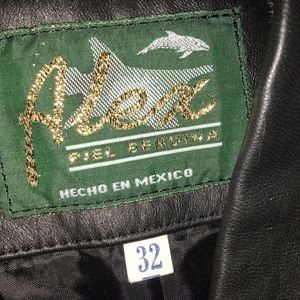 Alex
PIEL GENUINA
HECHO EN MEXICO
32